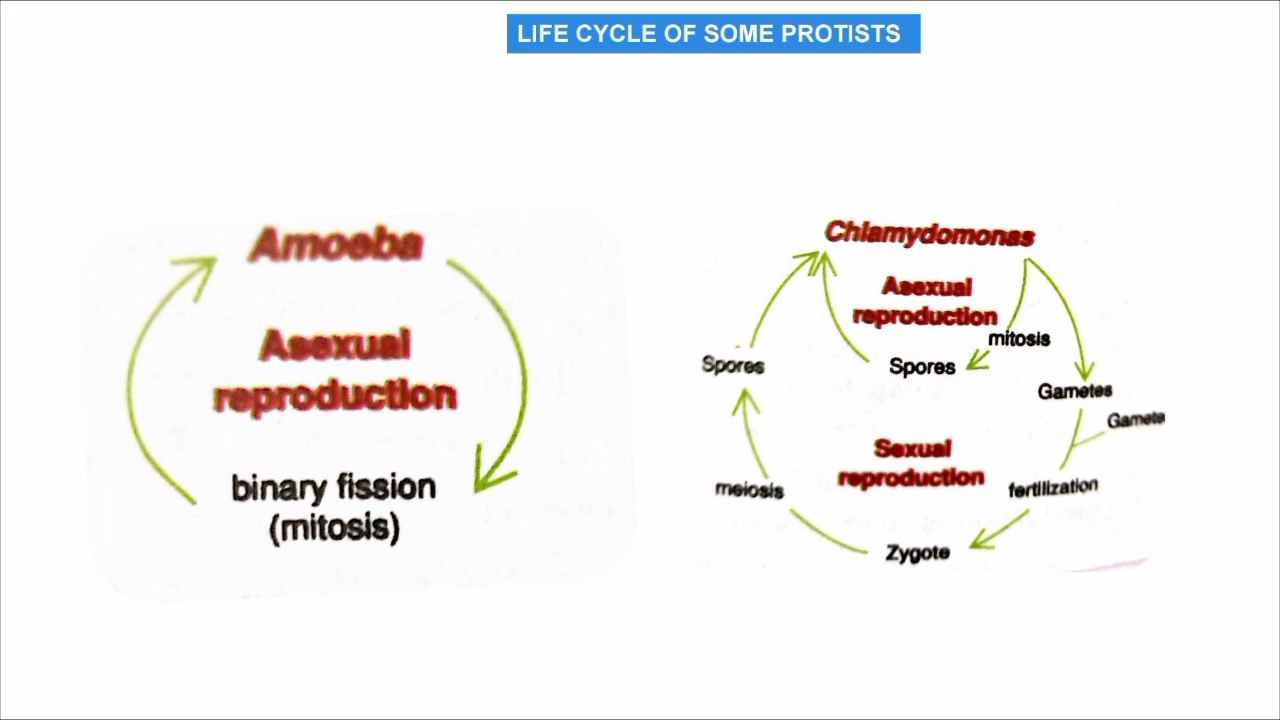 LIFE CYCLE OF SOME PROTISTS
Amoeba
Asexual
reproduction
binary fission
(mitosis)
Chlamydomonas
Asexual
reproduction
mitosis
Spores
Spores
Gametes
Gamete
Sexual
reproduction
meiosis
fertilization
Zygote